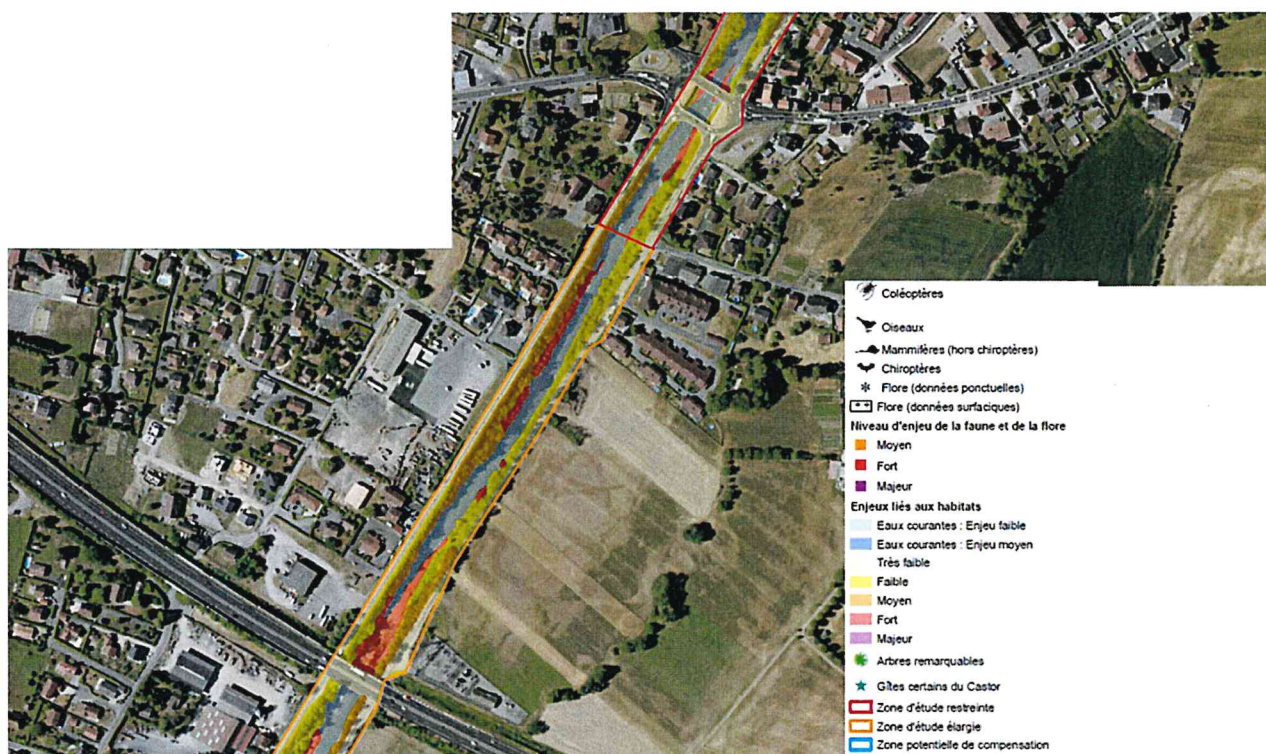 Coléoptères
Oiseaux
Mammifères (hors chiroptères)
Chiroptères
Flore (données ponctuelles)
Flore (données surfaciques)
Niveau d'enjeu de la faune et de la flore
Moyen
Fort
Majeur
Enjeux liés aux habitats
Eaux courantes : Enjeu faible
Eaux courantes : Enjeu moyen
Très faible
Faible
Moyen
Fort
Majeur
Arbres remarquables
Gîtes certains du Castor
Zone d'étude restreinte
Zone d'étude élargie
Zone potentielle de compensation